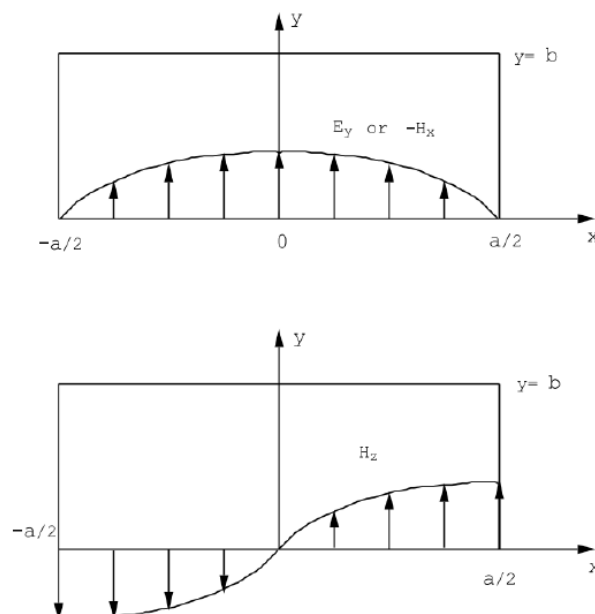 y
y= b
E_y or -H_x
-a/2
0
a/2
x
y
y= b
H_z
-a/2
a/2
x